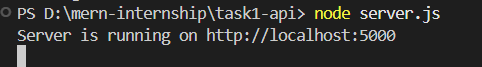 PS D:\mern-internship\task1-api> node server.js
Server is running on http://localhost:5000